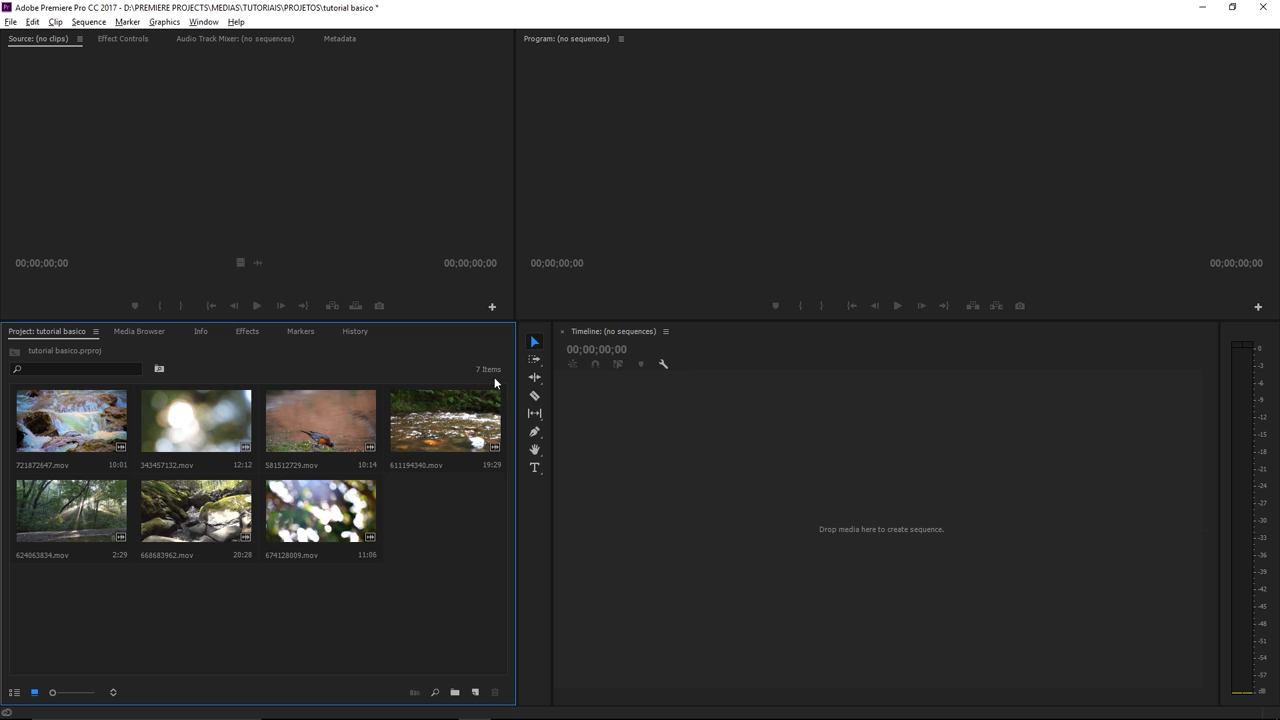 Adobe Premiere Pro CC 2017 - D:\PREMIERE PROJECTS\MEDIAS\TUTORIAIS\PROJETOS\tutorial basico *
File Edit Clip Sequence Marker Graphics Window Help
Source: (no clips) Effect Controls Audio Track Mixer: (no sequences) Metadata
Program: (no sequences)
00;00;00;00 00;00;00;00
00;00;00;00 00;00;00;00
Project: tutorial basico Media Browser Info Effects Markers History
tutorial basico.prproj
7 Items
721872647.mov 10:01
343457132.mov 12:12
581512729.mov 10:14
611194340.mov 19:29
624063834.mov 2:29
668683962.mov 20:28
674128009.mov 11:06
Timeline: (no sequences)
00;00;00;00
Drop media here to create sequence.
0
-3
-6
-9
-12
-15
-18
-21
-24
-27
-30
-33
-36
-39
-42
-45
-48
-51
-54
-57
dB